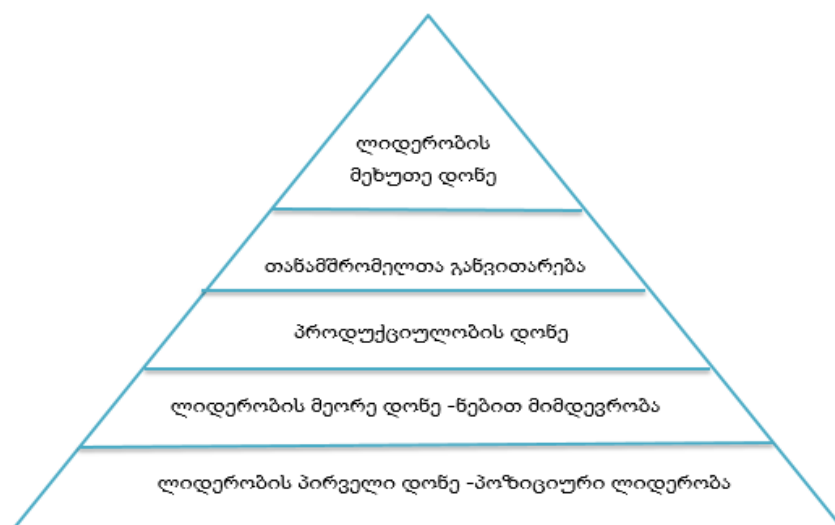 ლიდერობის
მეხუთე დონე
თანამშრომელთა განვითარება
პროდუქციულობის დონე
ლიდერობის მეორე დონე -ნებით მიმდევრობა
ლიდერობის პირველი დონე -პოზიციური ლიდერობა